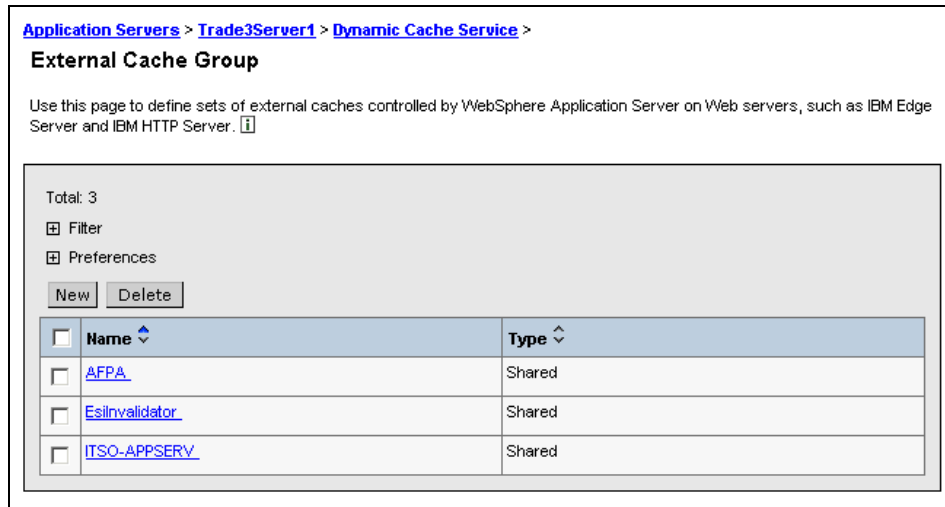 Application Servers > Trade3Server1 > Dynamic Cache Service >
External Cache Group
Use this page to define sets of external caches controlled by WebSphere Application Server on Web servers, such as IBM Edge
Server and IBM HTTP Server. i
Total: 3
Filter
Preferences
New Delete
Name Type
AFPA Shared
EsiInvalidator Shared
ITSO-APPSERV Shared